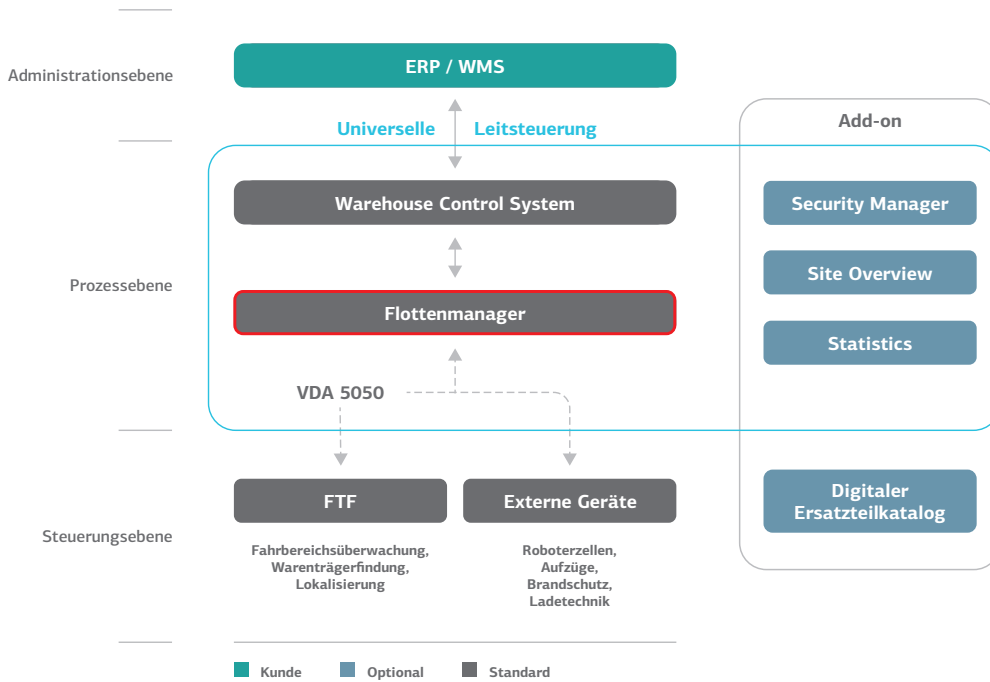 Administrationsebene
ERP / WMS
Universelle Leitsteuerung
Add-on
Prozessebene
Warehouse Control System
Flottenmanager
VDA 5050
Security Manager
Site Overview
Statistics
Steuerungsebene
FTF
Fahrbereichsüberwachung,
Warenträgerfindung,
Lokalisierung
Externe Geräte
Roboterzellen,
Aufzüge,
Brandschutz,
Ladetechnik
Digitaler
Ersatzteilkatalog
Kunde
Optional
Standard